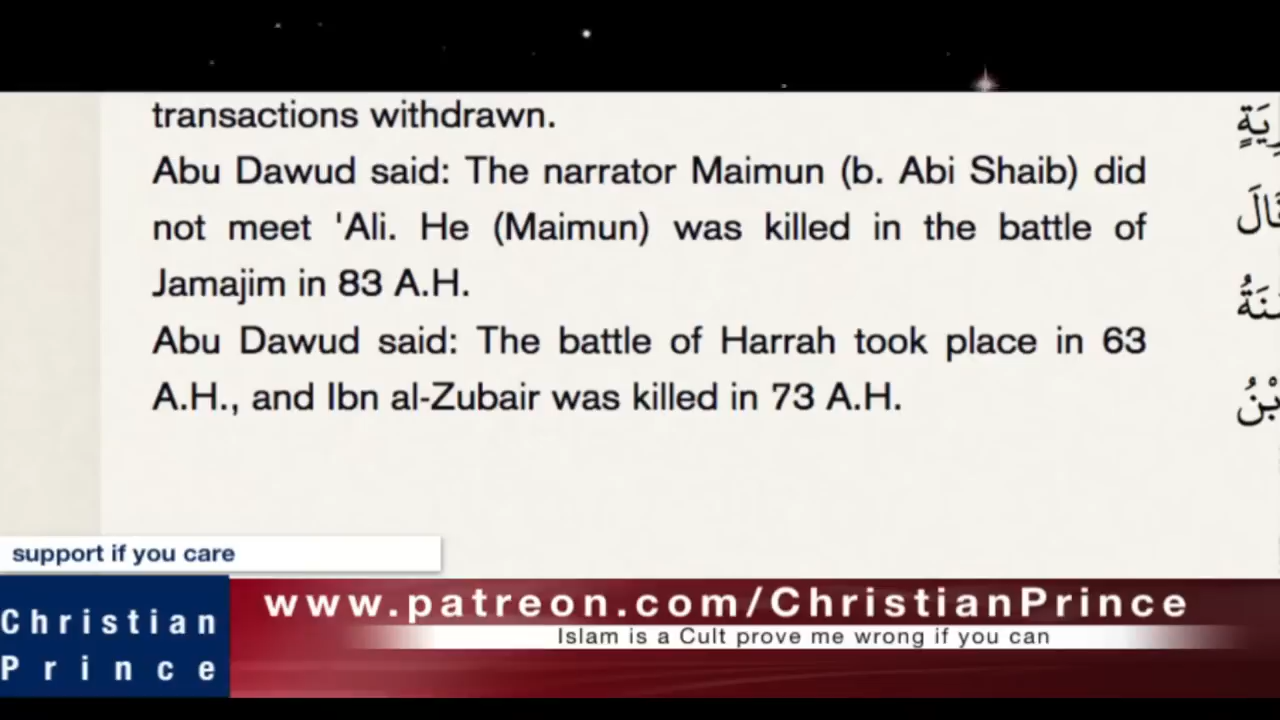 transactions withdrawn.
Abu Dawud said: The narrator Maimun (b. Abi Shaib) did
not meet 'Ali. He (Maimun) was killed in the battle of
Jamajim in 83 A.H.
Abu Dawud said: The battle of Harrah took place in 63
A.H., and Ibn al-Zubair was killed in 73 A.H.
support if you care
Christian
Prince
www.patreon.com/ChristianPrince
Islam is a Cult prove me wrong if you can